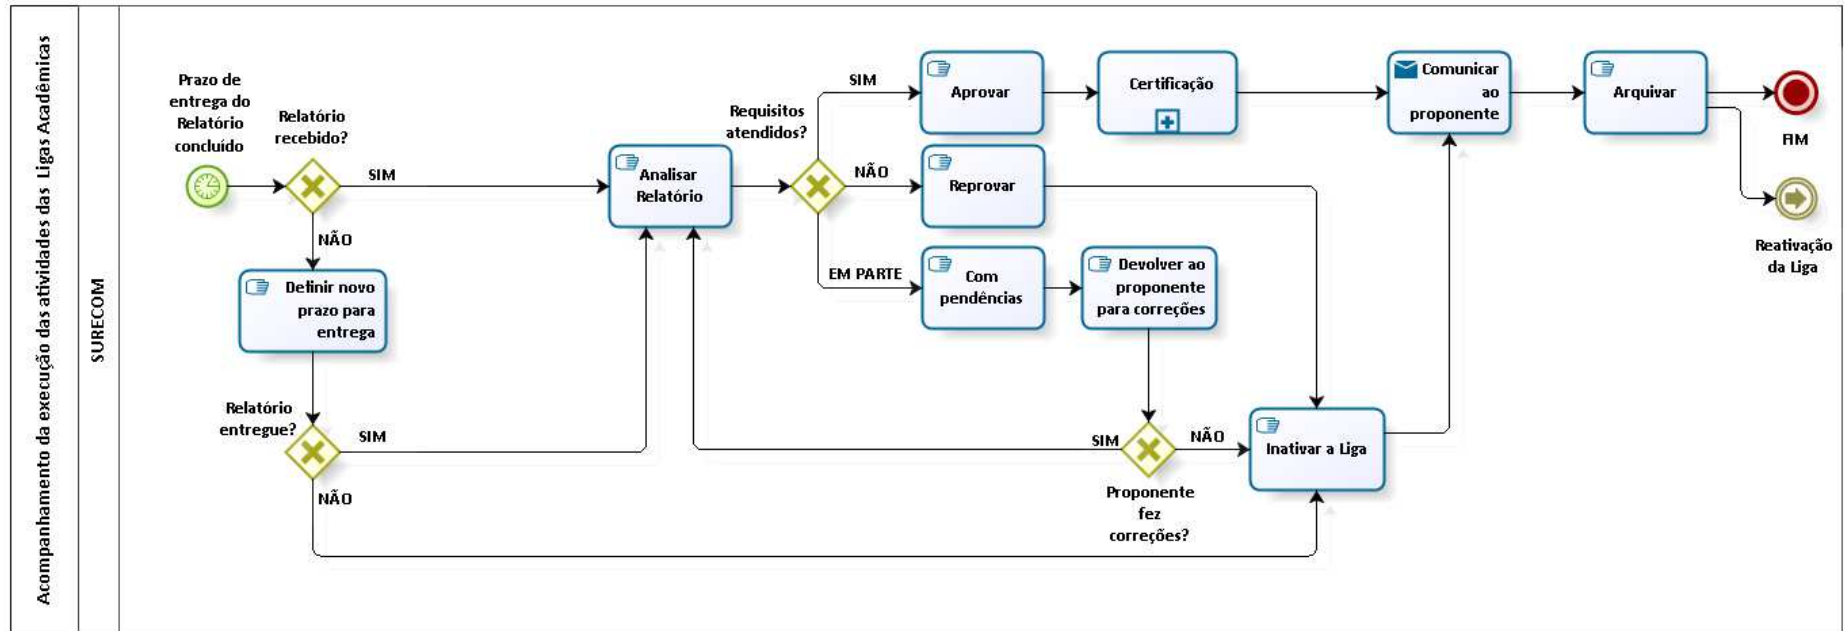 Acompanhamento da execução das atividades das Ligas Acadêmicas
SURECOM
Prazo de
entrega do
Relatório
concluído
Relatório
recebido?
SIM
NÃO
Definir novo
prazo para
entrega
Relatório
entregue?
SIM
NÃO
Analisar
Relatório
Requisitos
atendidos?
SIM
NÃO
EM PARTE
Aprovar
Certificação
Reprovar
Com
pendências
Devolver ao
proponente
para correções
SIM
NÃO
Proponente
fez
correções?
Inativar a Liga
Comunicar
ao
proponente
Arquivar
FIM
Reativação
da Liga